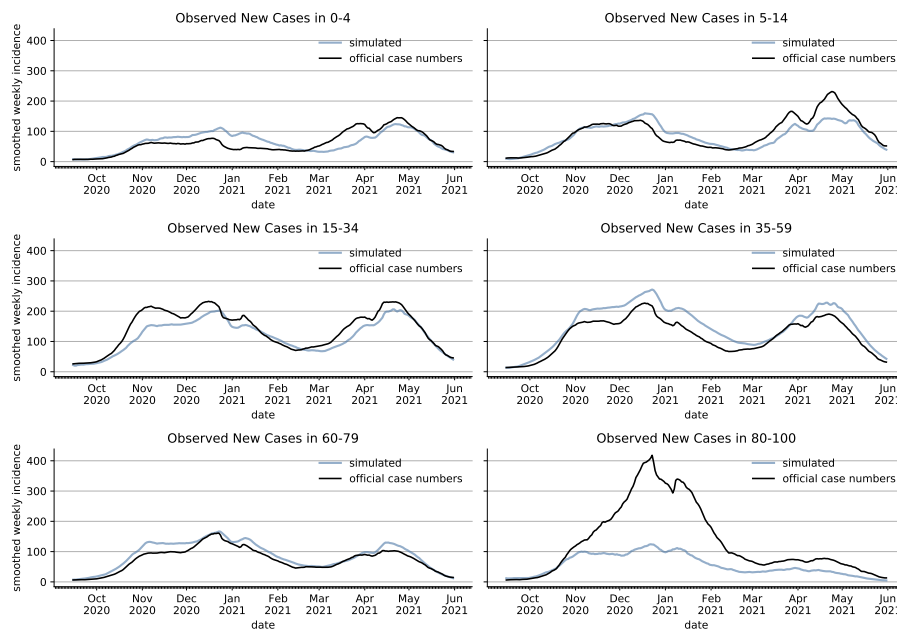 Observed New Cases in 0-4
smoothed weekly incidence
400
300
200
100
0
simulated
official case numbers
Oct Nov Dec Jan Feb Mar Apr May Jun
2020 2020 2020 2021 2021 2021 2021 2021 2021
date
Observed New Cases in 5-14
simulated
official case numbers
Oct Nov Dec Jan Feb Mar Apr May Jun
2020 2020 2020 2021 2021 2021 2021 2021 202
date
Observed New Cases in 15-34
smoothed weekly incidence
400
300
200
100
0
simulated
official case numbers
Oct Nov Dec Jan Feb Mar Apr May Jun
2020 2020 2020 2021 2021 2021 2021 2021 2021
date
Observed New Cases in 35-59
simulated
official case numbers
Oct Nov Dec Jan Feb Mar Apr May Jun
2020 2020 2020 2021 2021 2021 2021 2021 202
date
Observed New Cases in 60-79
smoothed weekly incidence
400
300
200
100
0
simulated
official case numbers
Oct Nov Dec Jan Feb Mar Apr May Jun
2020 2020 2020 2021 2021 2021 2021 2021 2021
date
Observed New Cases in 80-100
simulated
official case numbers
Oct Nov Dec Jan Feb Mar Apr May Jun
2020 2020 2020 2021 2021 2021 2021 2021 202
date